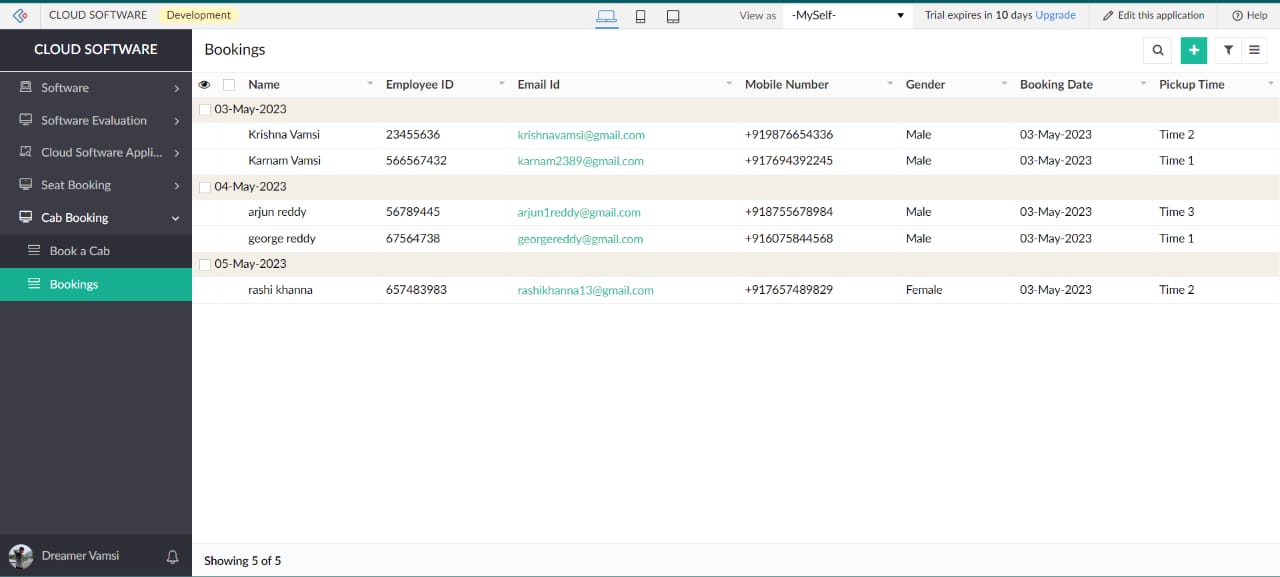 CLOUD SOFTWARE Development View as -MySelf- Trial expires in 10 days Upgrade Edit this application Help
CLOUD SOFTWARE
Software
Software Evaluation
Cloud Software Appli...
Seat Booking
Cab Booking
Book a Cab
Bookings
Dreamer Vamsi
Bookings
Name Employee ID Email Id Mobile Number Gender Booking Date Pickup Time
03-May-2023
Krishna Vamsi 23455636 krishnavamsi@gmail.com +919876654336 Male 03-May-2023 Time 2
Karnam Vamsi 566567432 karnam2389@gmail.com +917694392245 Male 03-May-2023 Time 1
04-May-2023
arjun reddy 56789445 arjun1reddy@gmail.com +918755678984 Male 03-May-2023 Time 3
george reddy 67564738 georgereddy@gmail.com +916075844568 Male 03-May-2023 Time 1
05-May-2023
rashi khanna 657483983 rashikhanna13@gmail.com +917657489829 Female 03-May-2023 Time 2
Showing 5 of 5